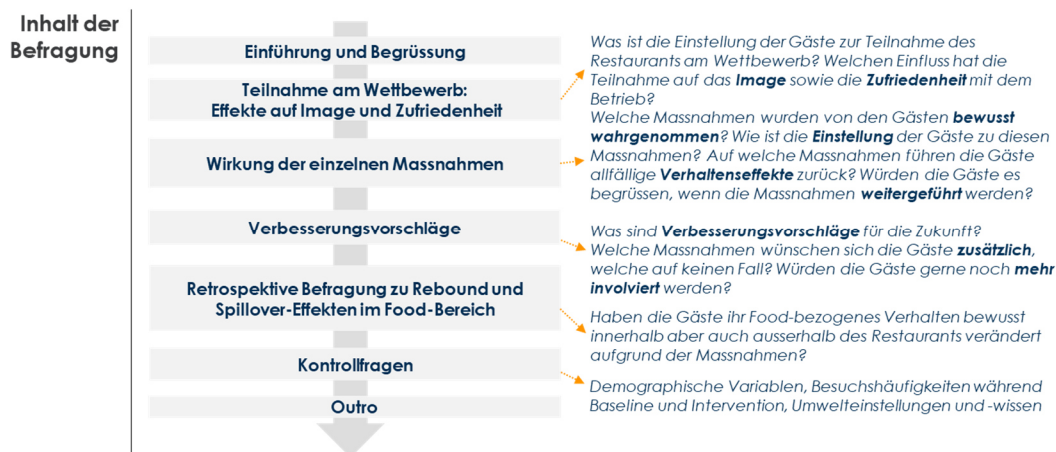 Inhalt der
Befragung
Einführung und Begrüssung
Teilnahme am Wettbewerb:
Effekte auf Image und Zufriedenheit
Wirkung der einzelnen Massnahmen
Verbesserungsvorschläge
Retrospektive Befragung zu Rebound und
Spillover-Effekten im Food-Bereich
Kontrollfragen
Outro
Was ist die Einstellung der Gäste zur Teilnahme des
Restaurants am Wettbewerb? Welchen Einfluss hat die
Teilnahme auf das Image sowie die Zufriedenheit mit dem
Betrieb?
Welche Massnahmen wurden von den Gästen bewusst
wahrgenommen? Wie ist die Einstellung der Gäste zu diesen
Massnahmen? Auf welche Massnahmen führen die Gäste
allfällige Verhaltenseffekte zurück? Würden die Gäste es
begrüssen, wenn die Massnahmen weitergeführt werden?
Was sind Verbesserungsvorschläge für die Zukunft?
Welche Massnahmen wünschen sich die Gäste zusätzlich,
welche auf keinen Fall? Würden die Gäste gerne noch mehr
involviert werden?
Haben die Gäste ihr Food-bezogenes Verhalten bewusst
innerhalb aber auch ausserhalb des Restaurants verändert
aufgrund der Massnahmen?
Demographische Variablen, Besuchshäufigkeiten während
Baseline und Intervention, Umwelteinstellungen und -wissen